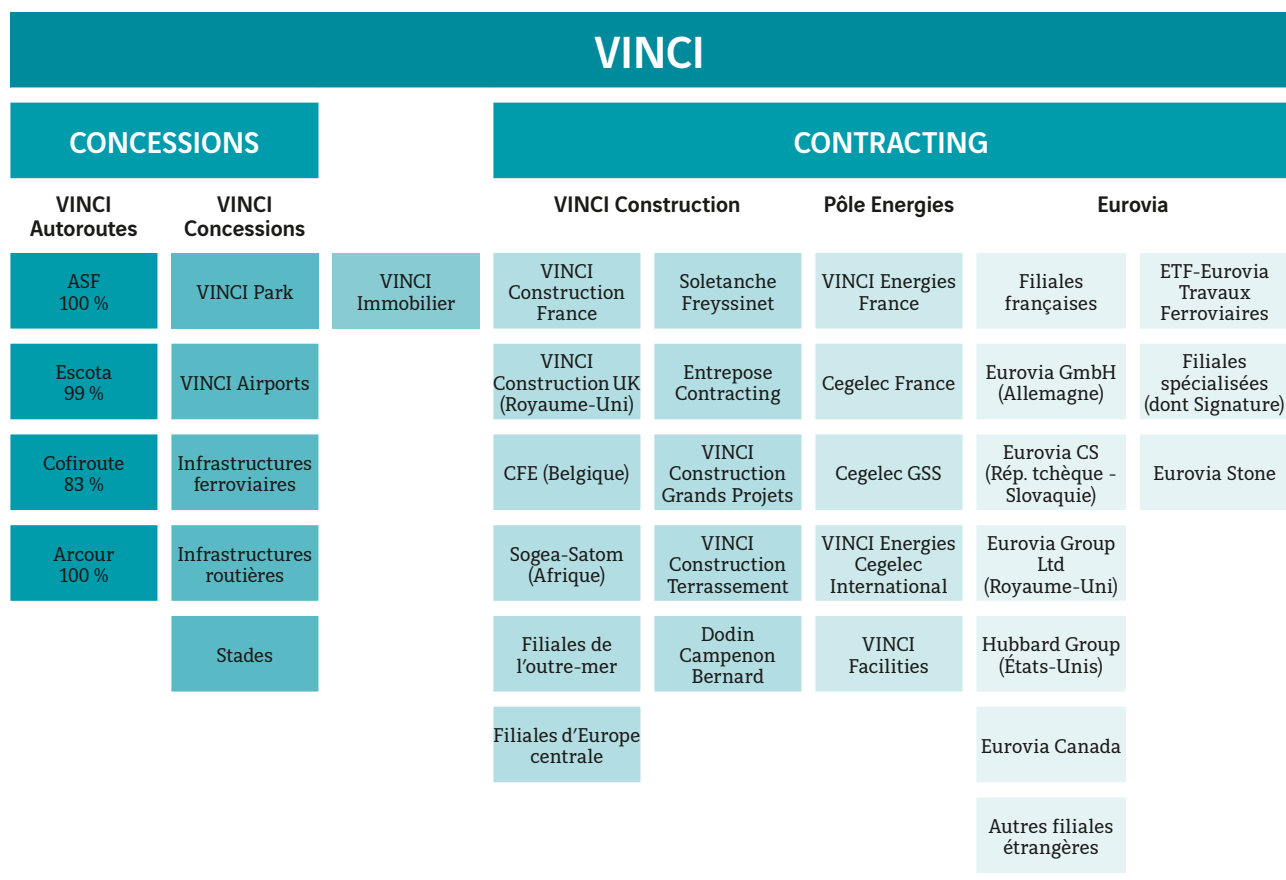 VINCI
CONCESSIONS
CONTRACTING
VINCI
Autoroutes
VINCI
Concessions
VINCI Construction
Pôle Energies
Eurovia
ASF
100 %
VINCI Park
VINCI
Immobilier
VINCI
Construction
France
Soletanche
Freyssinet
VINCI Energies
France
Filiales
françaises
ETF-Eurovia
Travaux
Ferroviaires
Escota
99 %
VINCI Airports
VINCI
Construction UK
(Royaume-Uni)
Entrepose
Contracting
Cegelec France
Eurovia GmbH
(Allemagne)
Filiales
spécialisées
(dont Signature)
Cofiroute
83 %
Infrastructures
ferroviaires
CFE (Belgique)
VINCI
Construction
Grands Projets
Cegelec GSS
Eurovia CS
(Rép. tchèque -
Slovaquie)
Eurovia Stone
Arcour
100 %
Infrastructures
routières
Sogea-Satom
(Afrique)
VINCI
Construction
Terrassement
VINCI Energies
Cegelec
International
Eurovia Group
Ltd
(Royaume-Uni)
Stades
Filiales de
l’outre-mer
Dodin
Campenon
Bernard
VINCI
Facilities
Hubbard Group
(États-Unis)
Filiales d’Europe
centrale
Eurovia Canada
Autres filiales
étrangères